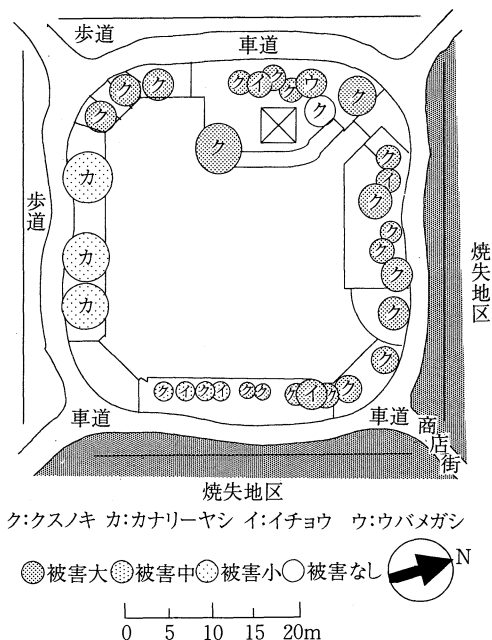 歩道
車道
ク ク ク
ク イ ク ク ウ
ク ク
ク
カ
カ
カ
ク
イ
ク
ク
ク
ク
ク
ク
ク イ ク イ ク ク ク イ ク ク
歩道
焼失地区
車道
車道
商店街
焼失地区
ク:クスノキ カ:カナリーヤシ イ:イチョウ ウ:ウバメガシ
被害大 被害中 被害小 被害なし
N
0 5 10 15 20m